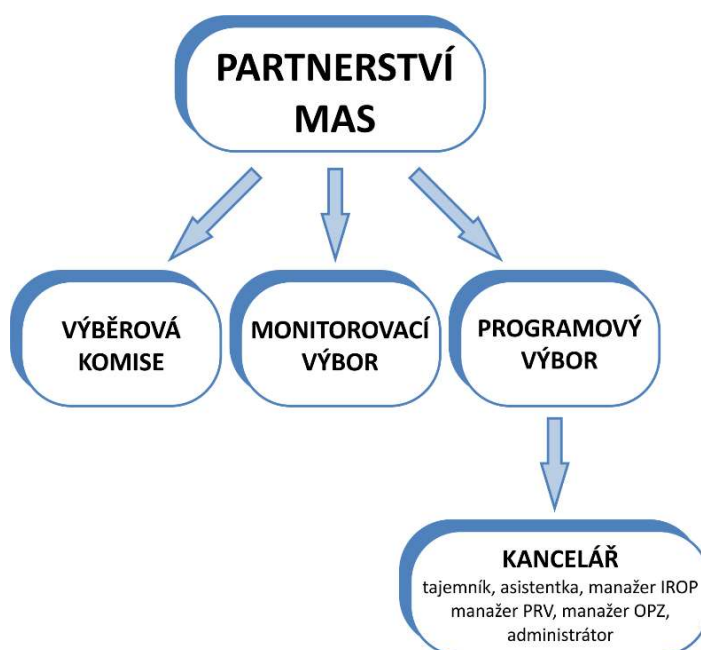 PARTNERSTVÍ
MAS
VÝBĚROVÁ
KOMISE
MONITOROVACÍ
VÝBOR
PROGRAMOVÝ
VÝBOR
KANCELÁŘ
tajemník, asistentka, manažer IROP
manažer PRV, manažer OPZ,
administrátor